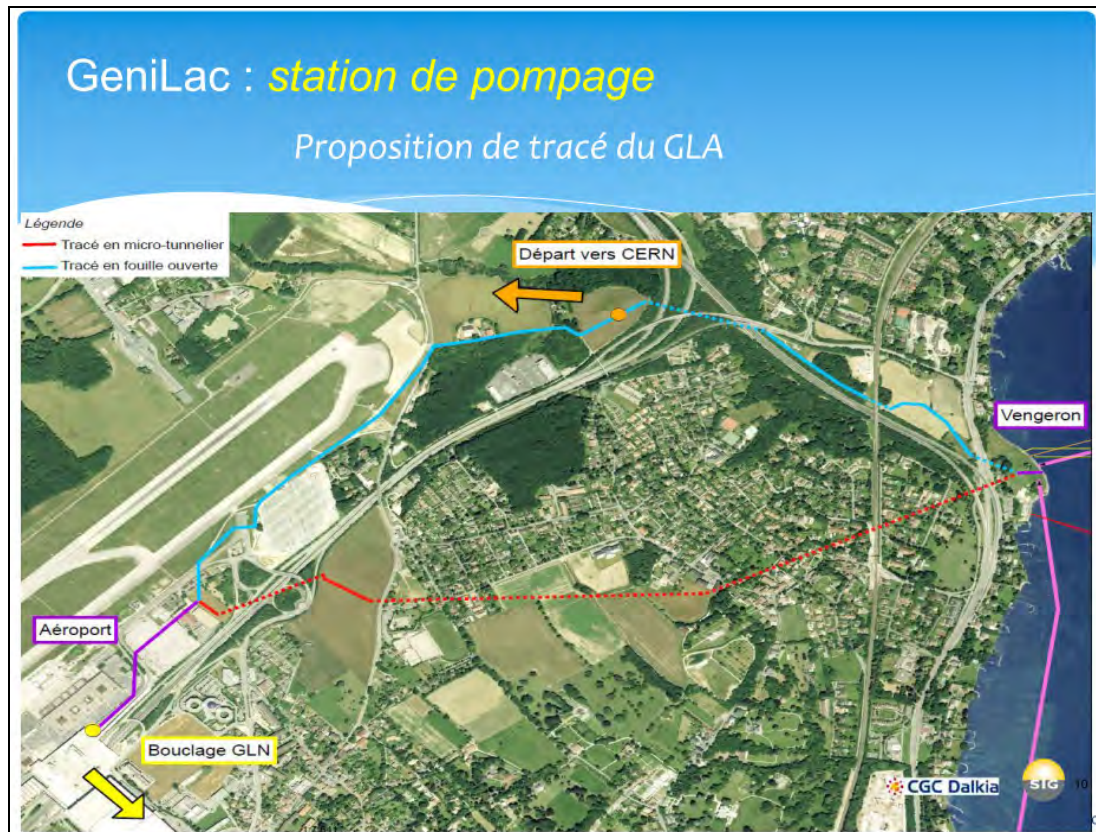 GeniLac : station de pompage
Proposition de tracé du GLA
Légende
Tracé en micro-tunnelier
Tracé en fouille ouverte
Départ vers CERN
Vengeron
Aéroport
Bouclage GLN
CGC Dalkia
SIG
10